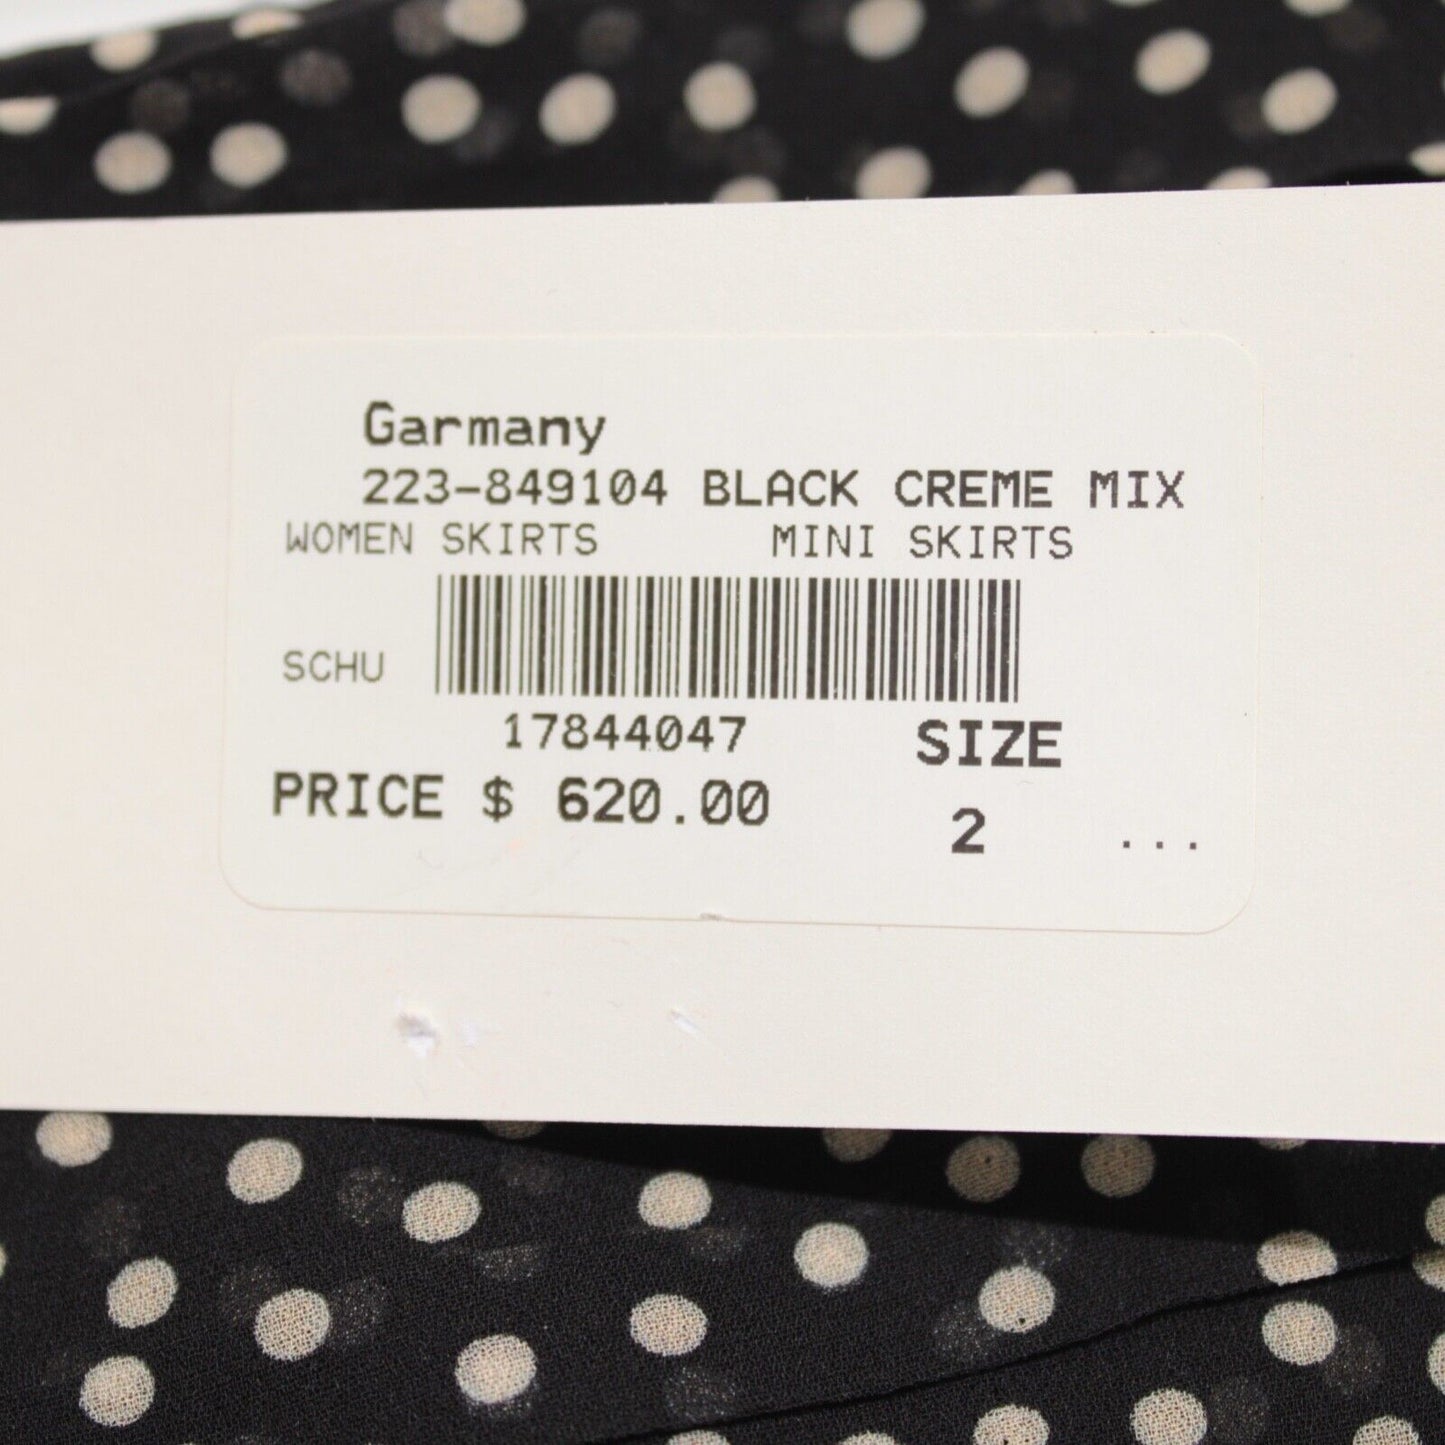 Garmany
223-849104 BLACK CREME MIX
WOMEN SKIRTS MINI SKIRTS
SCHU
17844047 SIZE
PRICE $ 620.00
2 ...